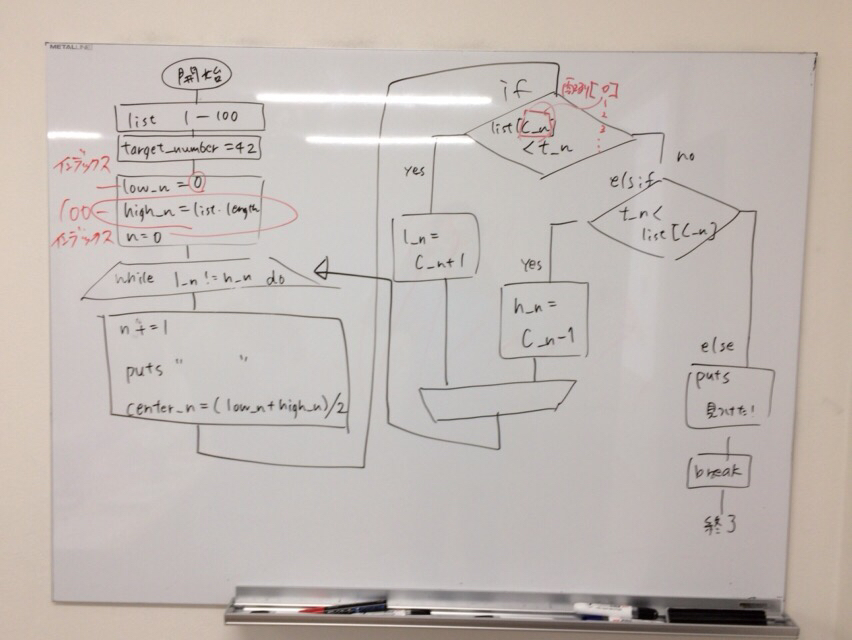 METALLINE
開始
list 1-100
target_number=42
インデックス
low_n = 0
100
high_n = list.length
インデックス
n=0
while l_n != h_n do
n += 1
puts " "
center_n = (low_n + high_n)/2
if
配列[0]
1
2
3
list[C_n]
< t_n
yes
no
l_n =
C_n+1
elsif
t_n <
list[C_n]
yes
h_n =
C_n-1
else
puts
見つけた!
break
終了